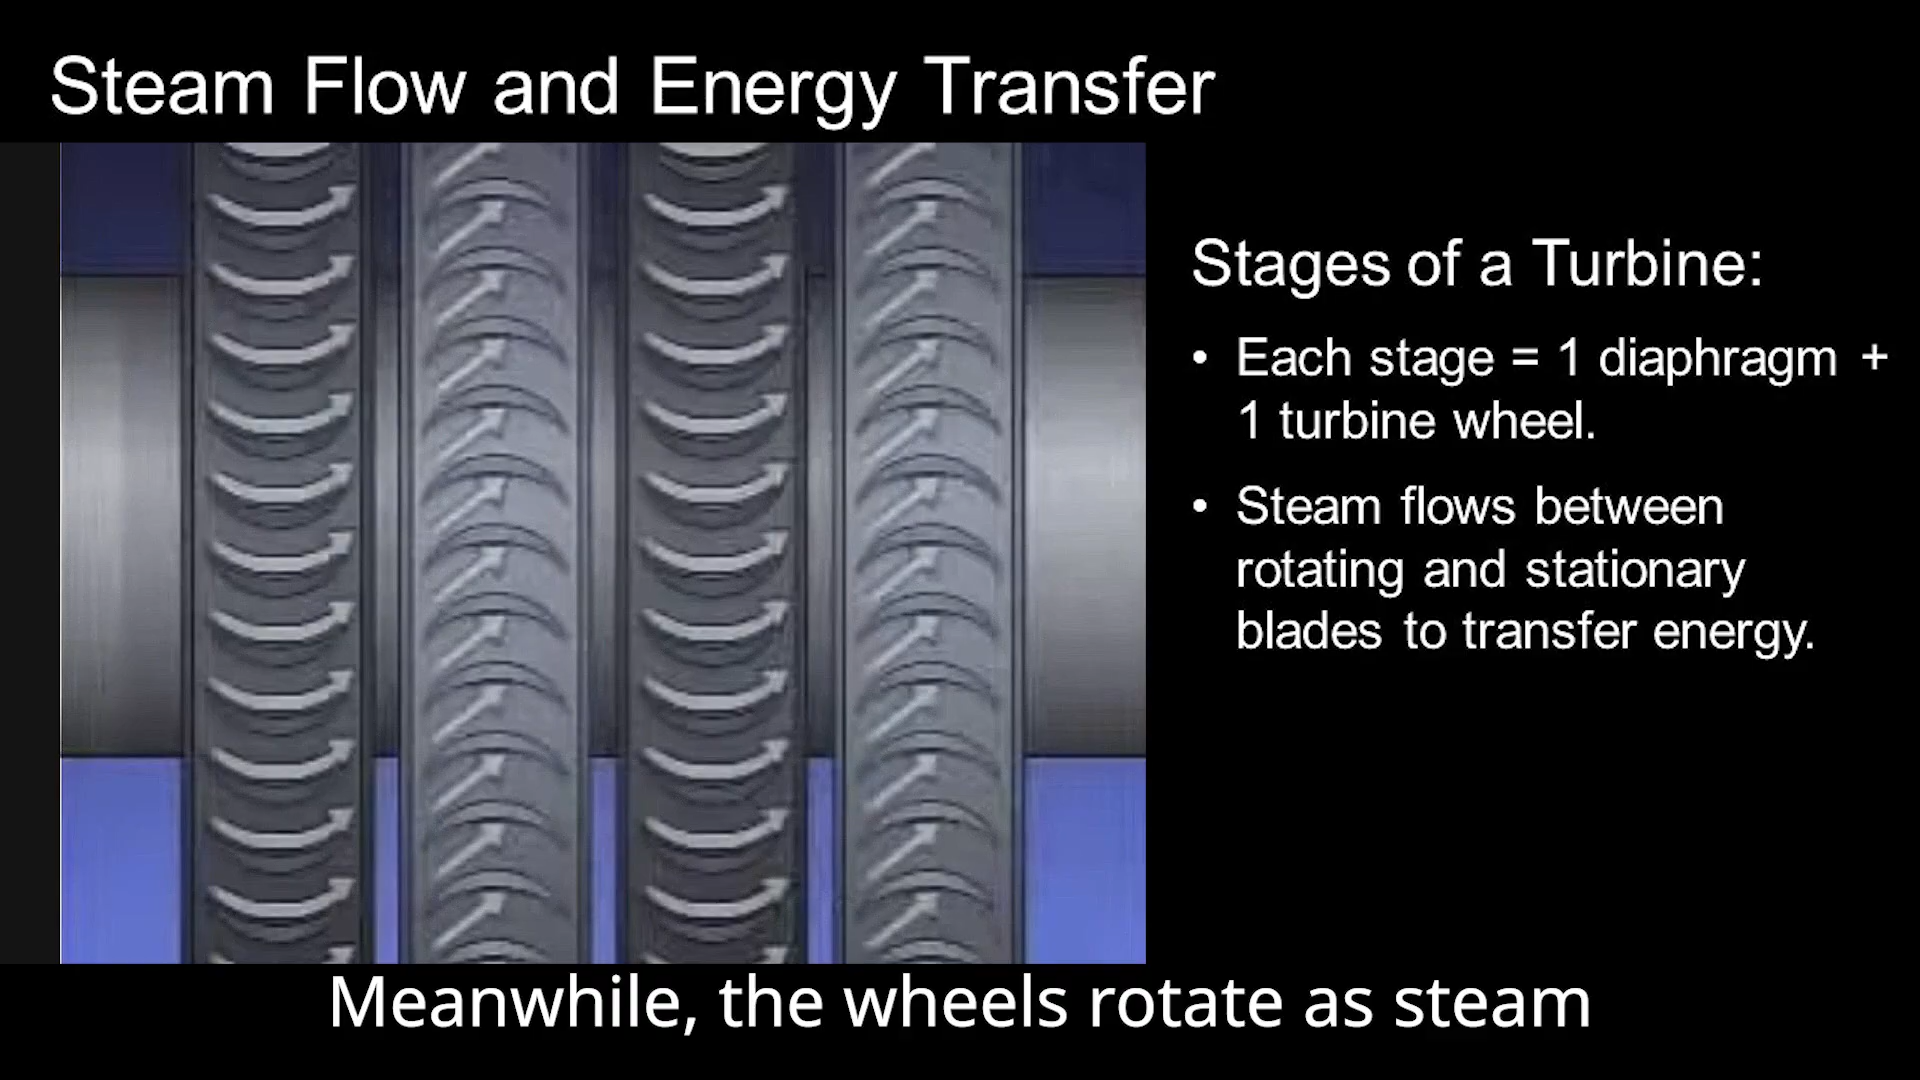 Steam Flow and Energy Transfer
Stages of a Turbine:
• Each stage = 1 diaphragm +
1 turbine wheel.
• Steam flows between
rotating and stationary
blades to transfer energy.
Meanwhile, the wheels rotate as steam